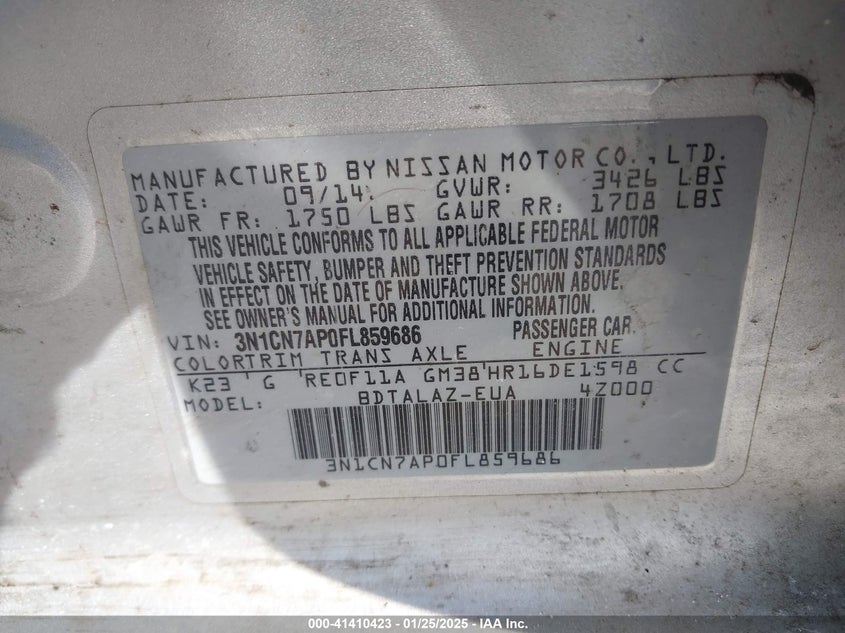 MANUFACTURED BY NISSAN MOTOR CO., LTD.
DATE: 09/14 GVWR: 3426 LBS
GAWR FR: 1750 LBS GAWR RR: 1708 LBS
THIS VEHICLE CONFORMS TO ALL APPLICABLE FEDERAL MOTOR
VEHICLE SAFETY, BUMPER AND THEFT PREVENTION STANDARDS
IN EFFECT ON THE DATE OF MANUFACTURE SHOWN ABOVE.
SEE OWNER'S MANUAL FOR ADDITIONAL INFORMATION.
VIN: 3N1CN7AP0FL859686 PASSENGER CAR
COLORTRIM TRANS AXLE ENGINE
K23 G RE0F11A GM38 HR16DE1598 CC
MODEL: BDTALAZ-EUA 4Z000
3N1CN7AP0FL859686
000-41410423 - 01/25/2025 - IAA Inc.